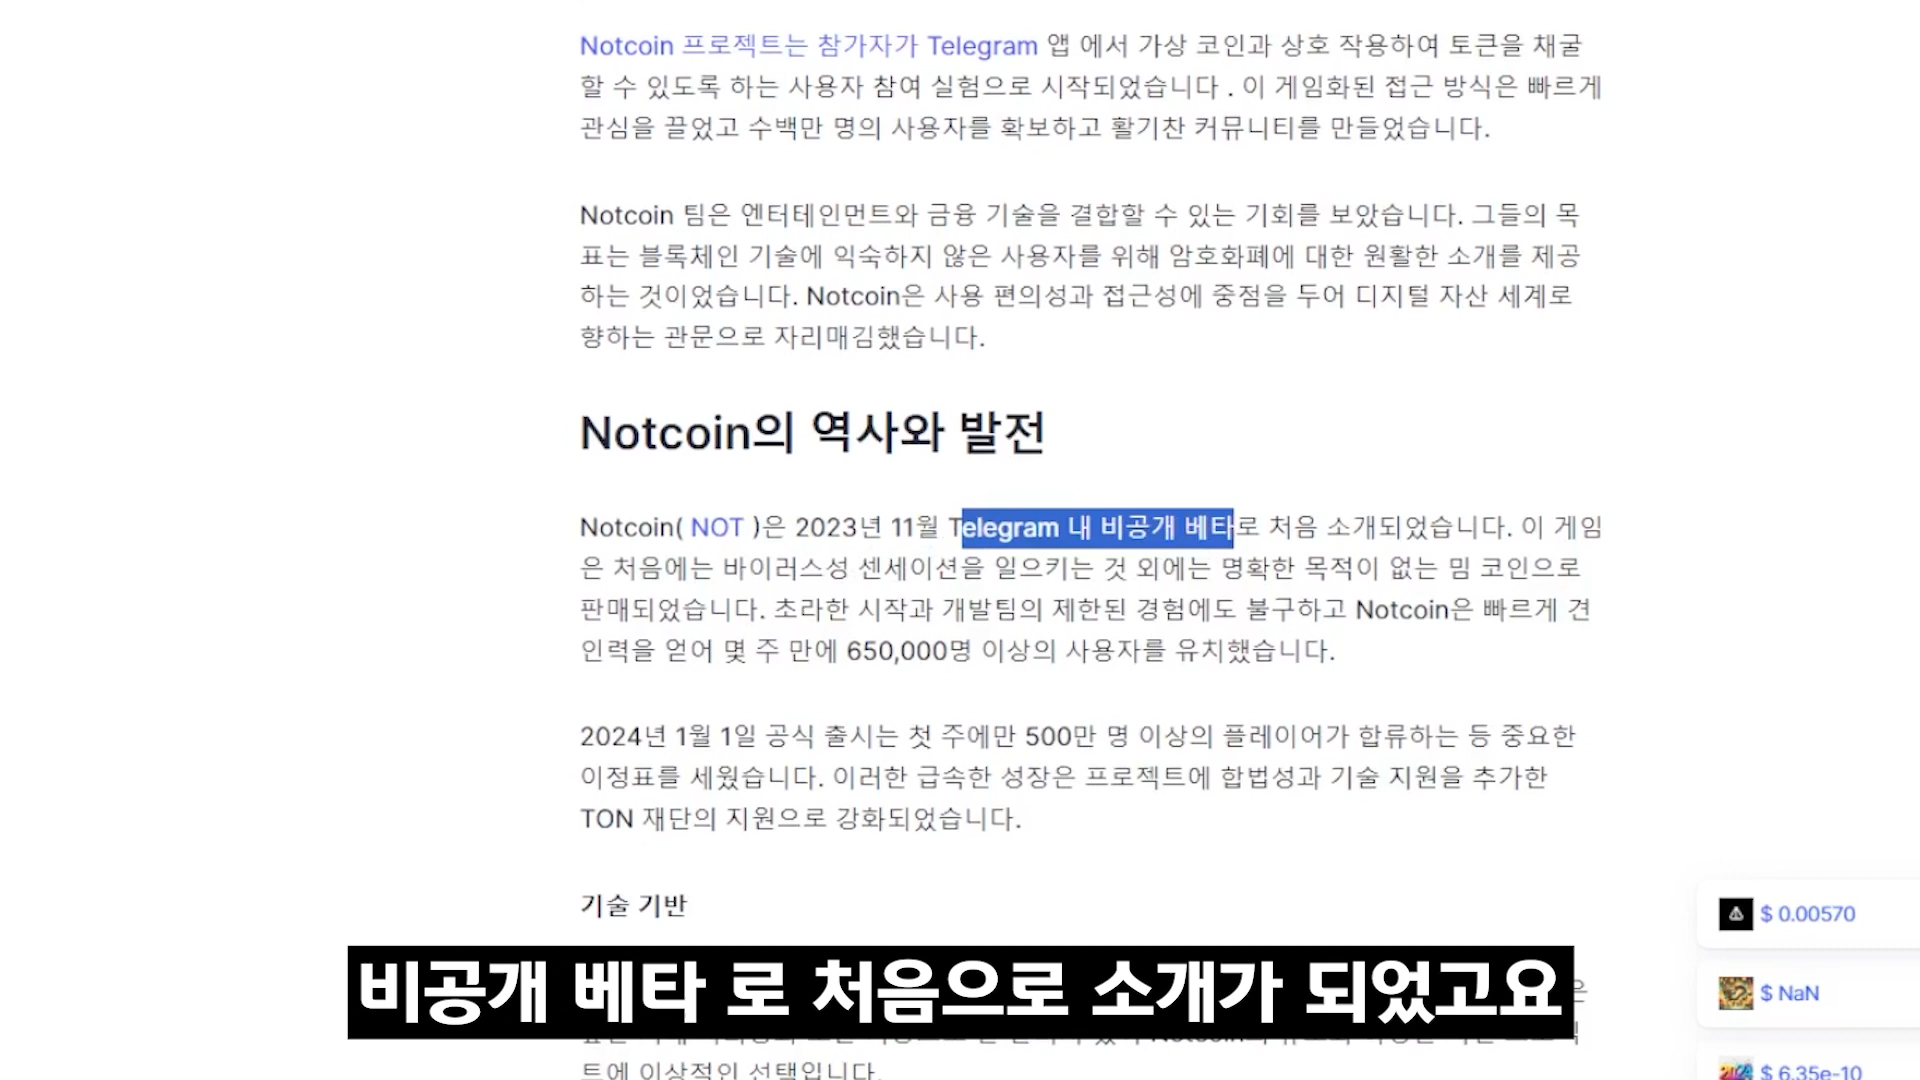 Notcoin 프로젝트는 참가자가 Telegram 앱 에서 가상 코인과 상호 작용하여 토큰을 채굴
할 수 있도록 하는 사용자 참여 실험으로 시작되었습니다 . 이 게임화된 접근 방식은 빠르게
관심을 끌었고 수백만 명의 사용자를 확보하고 활기찬 커뮤니티를 만들었습니다.
Notcoin 팀은 엔터테인먼트와 금융 기술을 결합할 수 있는 기회를 보았습니다. 그들의 목
표는 블록체인 기술에 익숙하지 않은 사용자를 위해 암호화폐에 대한 원활한 소개를 제공
하는 것이었습니다. Notcoin은 사용 편의성과 접근성에 중점을 두어 디지털 자산 세계로
향하는 관문으로 자리매김했습니다.
Notcoin의 역사와 발전
Notcoin( NOT )은 2023년 11월 Telegram 내 비공개 베타로 처음 소개되었습니다. 이 게임
은 처음에는 바이러스성 센세이션을 일으키는 것 외에는 명확한 목적이 없는 밈 코인으로
판매되었습니다. 초라한 시작과 개발팀의 제한된 경험에도 불구하고 Notcoin은 빠르게 견
인력을 얻어 몇 주 만에 650,000명 이상의 사용자를 유치했습니다.
2024년 1월 1일 공식 출시는 첫 주에만 500만 명 이상의 플레이어가 합류하는 등 중요한
이정표를 세웠습니다. 이러한 급속한 성장은 프로젝트에 합법성과 기술 지원을 추가한
TON 재단의 지원으로 강화되었습니다.
기술 기반
$ 0.00570
비공개 베타 로 처음으로 소개가 되었고요
은
$ NaN
트에 이상적인 선택입니다.
$ 6.35e-10